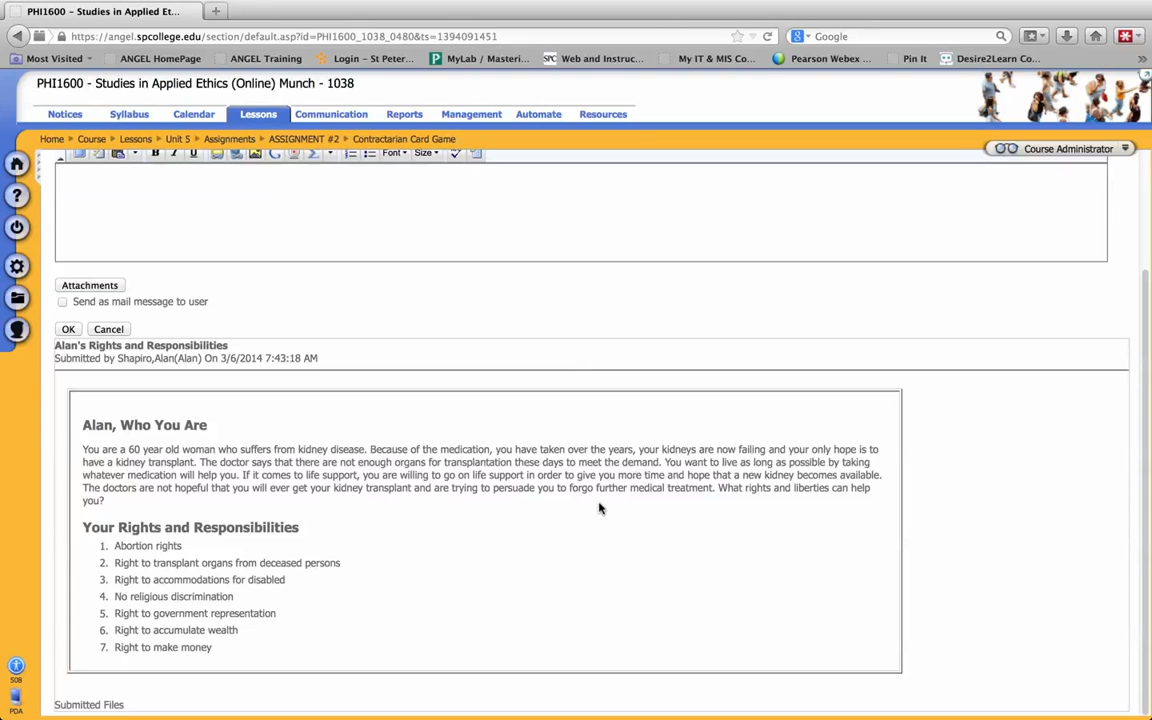 PHI1600 - Studies in Applied Et...
https://angel.spcollege.edu/section/default.asp?id=PHI1600_1038_0480&ts=1394091451
Google
Most Visited
ANGEL HomePage
ANGEL Training
Login - St Peter...
MyLab / Masteri...
SPC Web and Instruc...
My IT & MIS Co...
Pearson Webex ...
Pin It
Desire2Learn Co...
PHI1600 - Studies in Applied Ethics (Online) Munch - 1038
Notices Syllabus Calendar Lessons Communication Reports Management Automate Resources
Home » Course » Lessons » Unit 5 » Assignments » ASSIGNMENT #2 » Contractarian Card Game
Course Administrator
B I U Font Size
Attachments
Send as mail message to user
OK Cancel
Alan's Rights and Responsibilities
Submitted by Shapiro,Alan(Alan) On 3/6/2014 7:43:18 AM
Alan, Who You Are
You are a 60 year old woman who suffers from kidney disease. Because of the medication, you have taken over the years, your kidneys are now failing and your only hope is to
have a kidney transplant. The doctor says that there are not enough organs for transplantation these days to meet the demand. You want to live as long as possible by taking
whatever medication will help you. If it comes to life support, you are willing to go on life support in order to give you more time and hope that a new kidney becomes available.
The doctors are not hopeful that you will ever get your kidney transplant and are trying to persuade you to forgo further medical treatment. What rights and liberties can help
you?
Your Rights and Responsibilities
1. Abortion rights
2. Right to transplant organs from deceased persons
3. Right to accommodations for disabled
4. No religious discrimination
5. Right to government representation
6. Right to accumulate wealth
7. Right to make money
Submitted Files
508
PDA